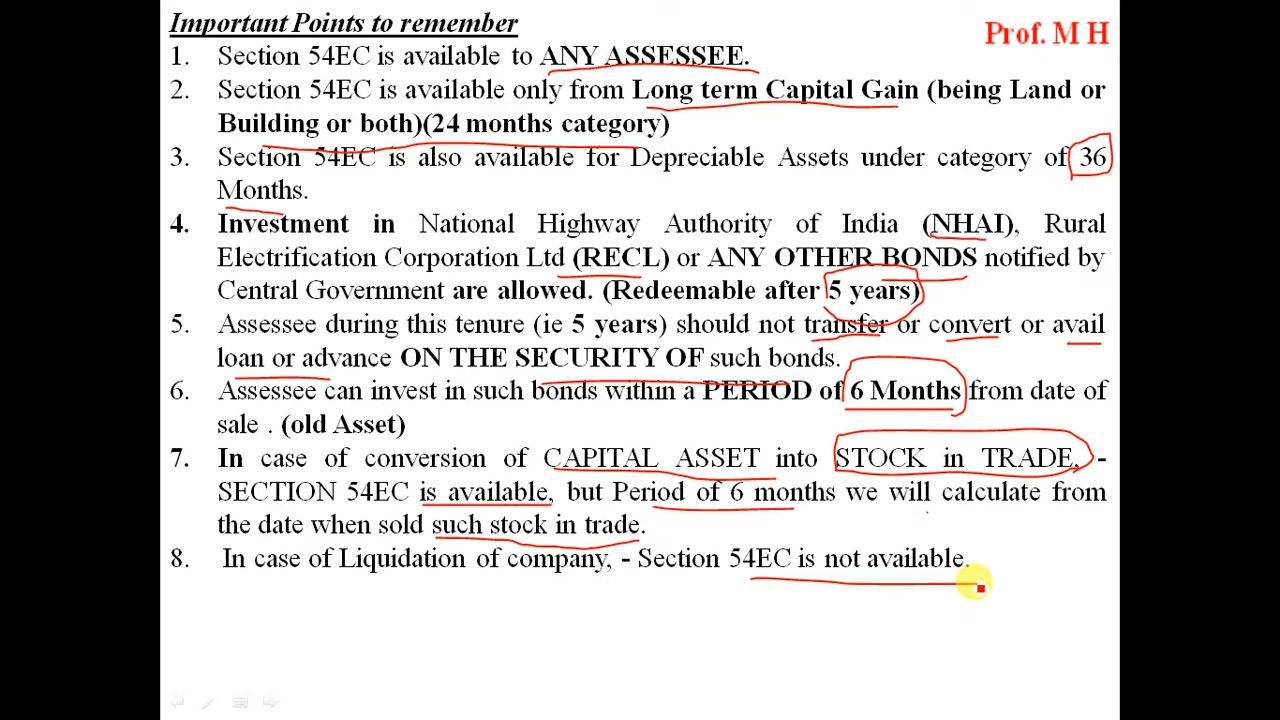 Important Points to remember
Prof. M H
1. Section 54EC is available to ANY ASSESSEE.
2. Section 54EC is available only from Long term Capital Gain (being Land or
Building or both)(24 months category)
3. Section 54EC is also available for Depreciable Assets under category of 36
Months.
4. Investment in National Highway Authority of India (NHAI), Rural
Electrification Corporation Ltd (RECL) or ANY OTHER BONDS notified by
Central Government are allowed. (Redeemable after 5 years)
5. Assessee during this tenure (ie 5 years) should not transfer or convert or avail
loan or advance ON THE SECURITY OF such bonds.
6. Assessee can invest in such bonds within a PERIOD of 6 Months from date of
sale . (old Asset)
7. In case of conversion of CAPITAL ASSET into STOCK in TRADE, -
SECTION 54EC is available, but Period of 6 months we will calculate from
the date when sold such stock in trade.
8. In case of Liquidation of company, - Section 54EC is not available.